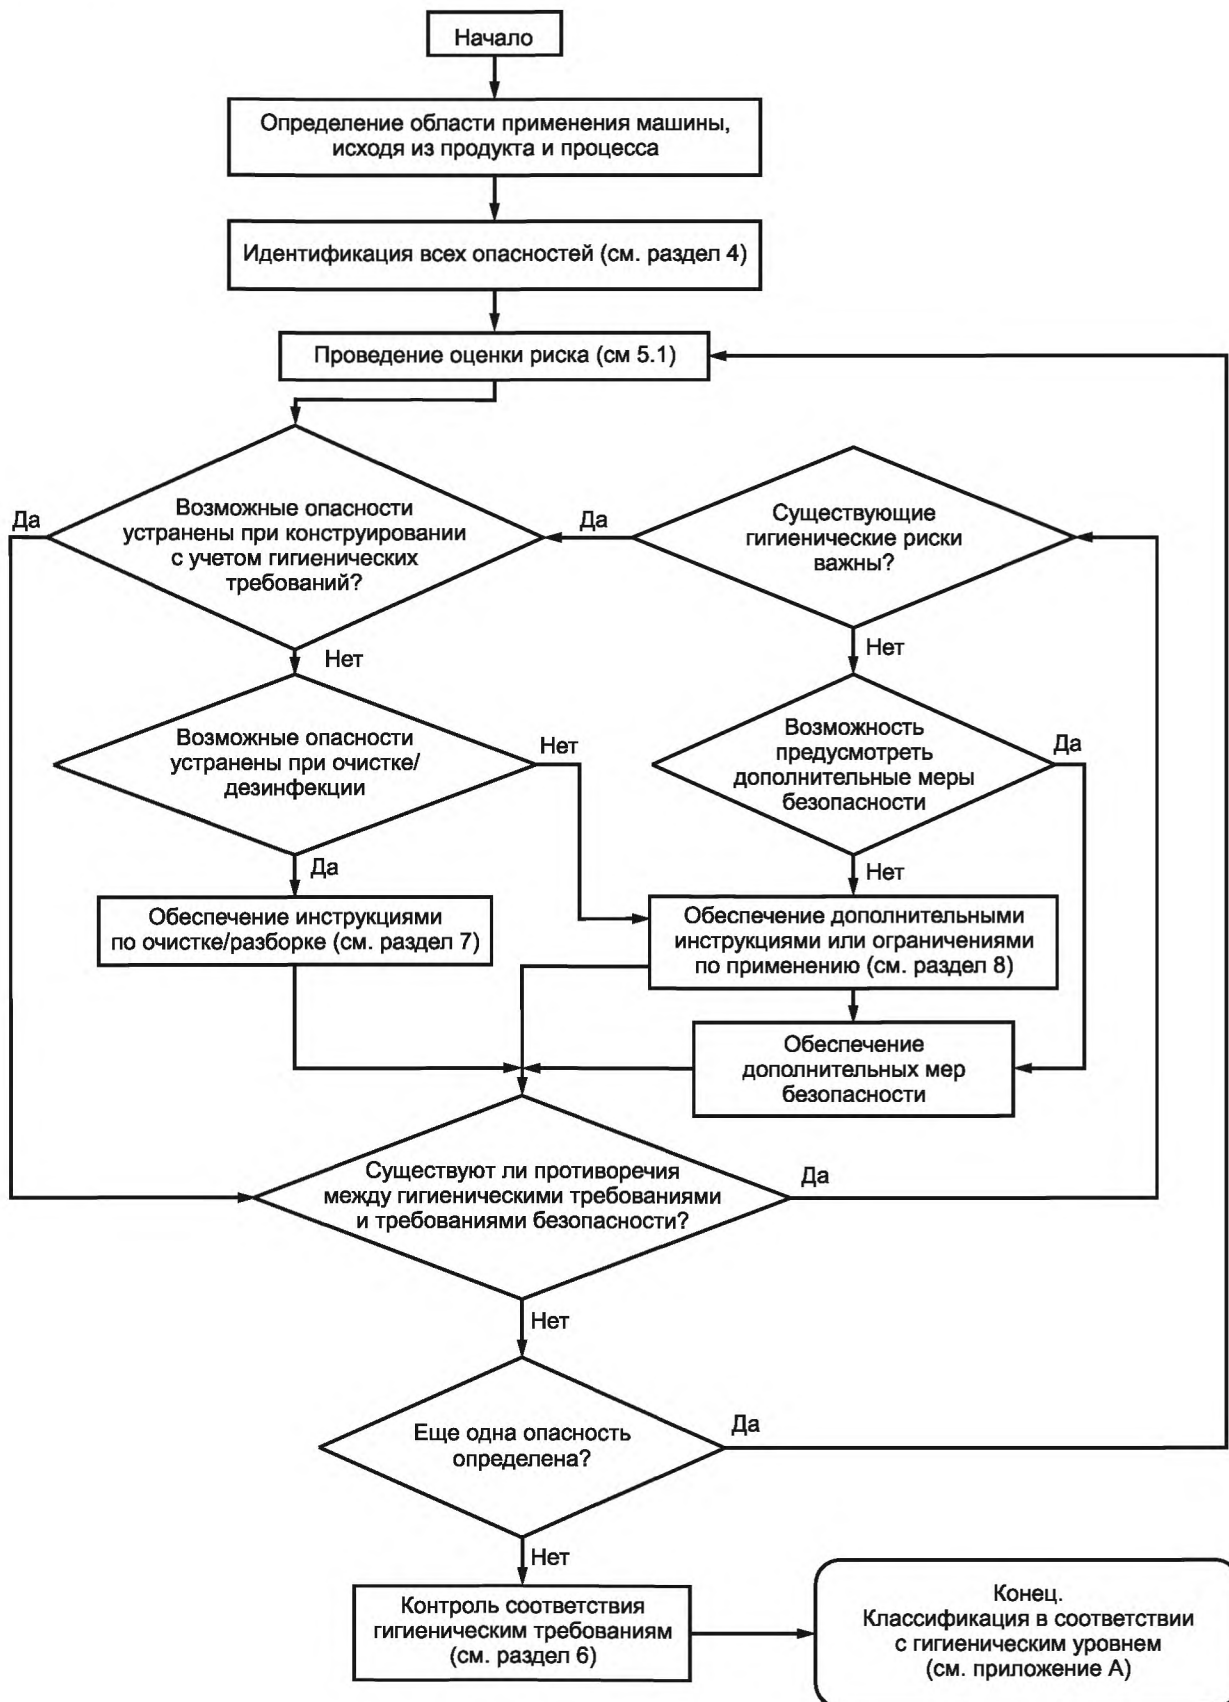 Начало
Определение области применения машины,
исходя из продукта и процесса
Идентификация всех опасностей (см. раздел 4)
Проведение оценки риска (см 5.1)
Да
Возможные опасности
устранены при конструировании
с учетом гигиенических
требований?
Да
Существующие
гигиенические риски
важны?
Нет
Нет
Возможные опасности
устранены при очистке/
дезинфекции
Нет
Возможность
предусмотреть
дополнительные меры
безопасности
Да
Да
Нет
Обеспечение инструкциями
по очистке/разборке (см. раздел 7)
Обеспечение дополнительными
инструкциями или ограничениями
по применению (см. раздел 8)
Обеспечение
дополнительных мер
безопасности
Существуют ли противоречия
между гигиеническими требованиями
и требованиями безопасности?
Да
Нет
Еще одна опасность
определена?
Да
Нет
Контроль соответствия
гигиеническим требованиям
(см. раздел 6)
Конец.
Классификация в соответствии
с гигиеническим уровнем
(см. приложение А)